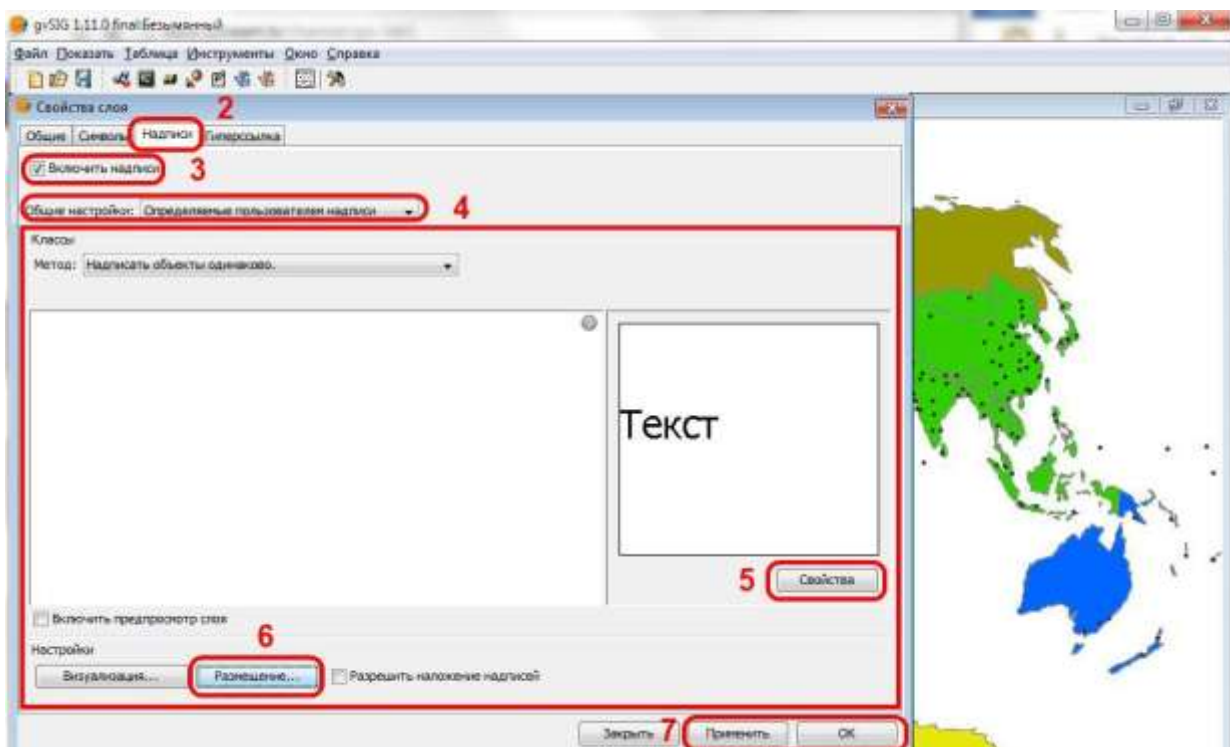 gvSIG 1.11.0 final:Безымянный
Файл Показать Таблица Инструменты Окно Справка
Свойства слоя 2
Общие Символы Надписи Гиперссылка
Включить надписи 3
Общие настройки: Определяемые пользователем надписи 4
Классы
Метод: Надписать объекты одинаково.
Текст
5 Свойства
Включить предпросмотр слоя
6
Настройки
Визуализация... Размещение... Разрешить наложение надписей
Закрыть 7 Применить ОК